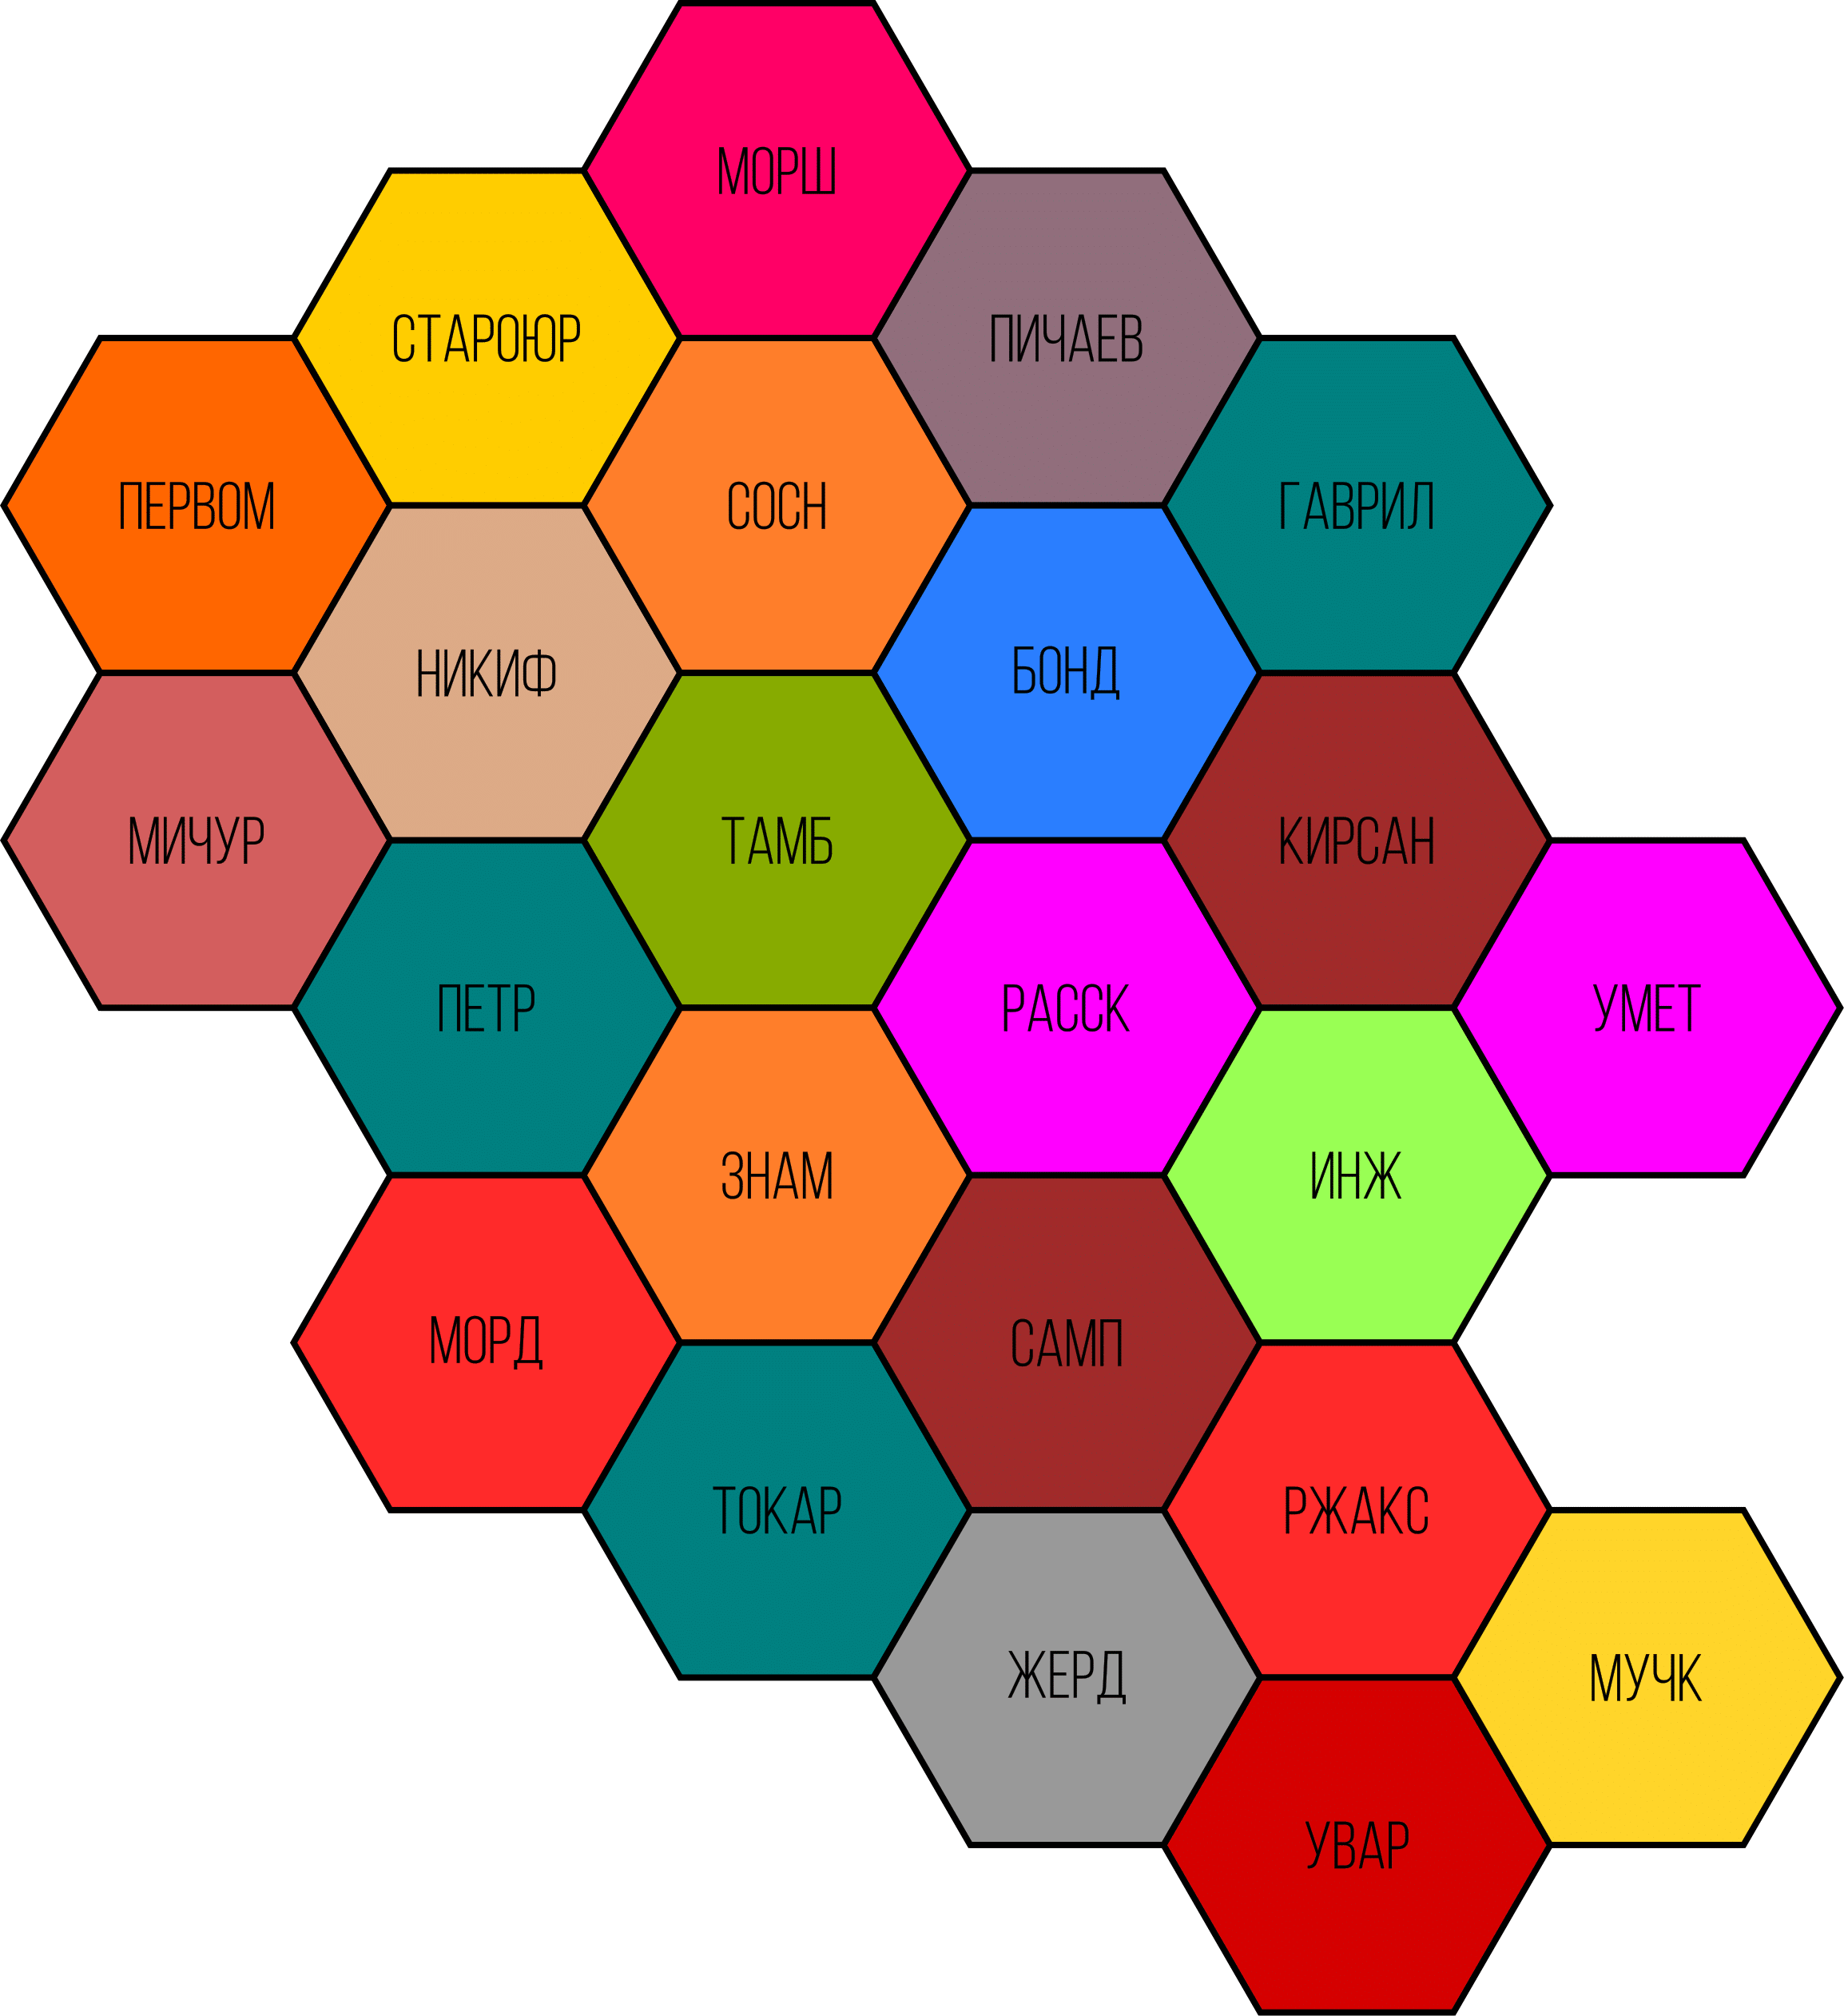 МОРШ
СТАРОЮР
ПИЧАЕВ
ПЕРВОМ
СОСН
ГАВРИЛ
НИКИФ
БОНД
МИЧУР
ТАМБ
КИРСАН
ПЕТР
РАССК
УМЕТ
ЗНАМ
ИНЖ
МОРД
САМП
ТОКАР
РЖАКС
ЖЕРД
МУЧК
УВАР